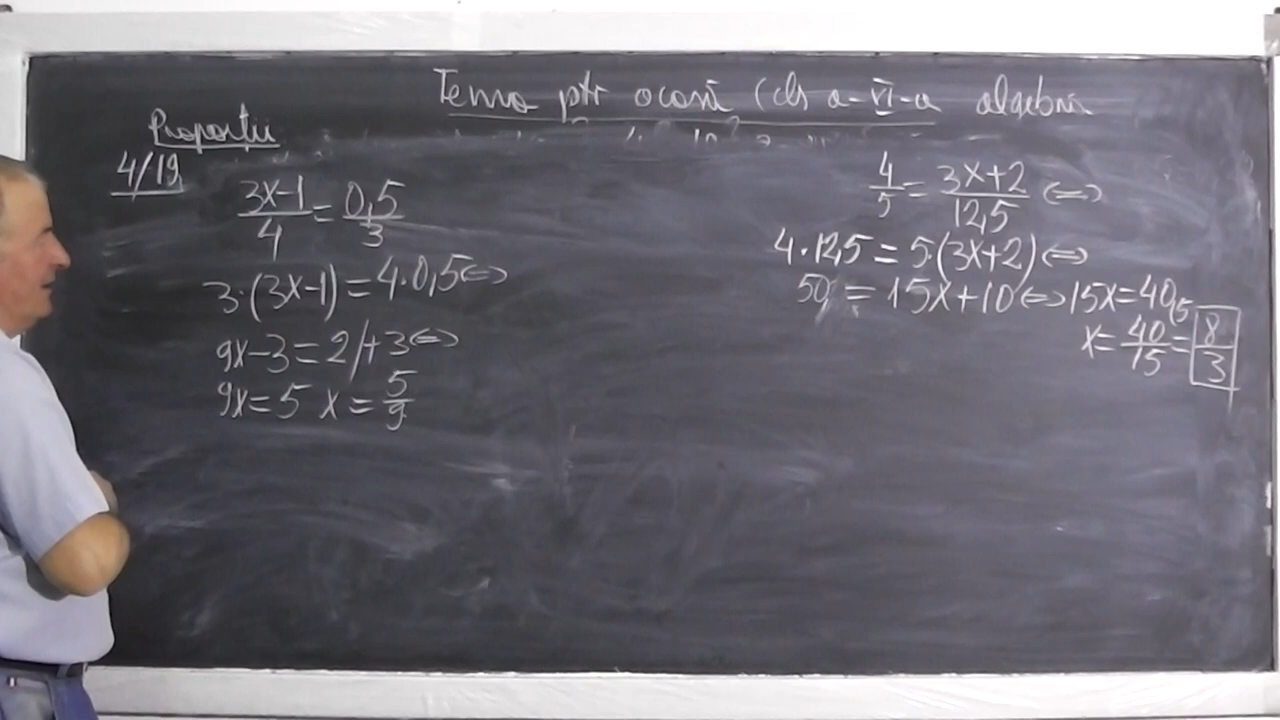 Tema ptr acasă (cls a-VI-a algebră
Proporții
4/19
3x-1/4 = 0,5/3
3·(3x-1)=4·0,5⇔
9x-3=2/+3⇔
9x=5 x=5/9
4/5 = 3x+2/12,5 ⇔
4·12,5=5·(3x+2)⇔
50=15x+10⇔15x=40
x=40/15=8/3